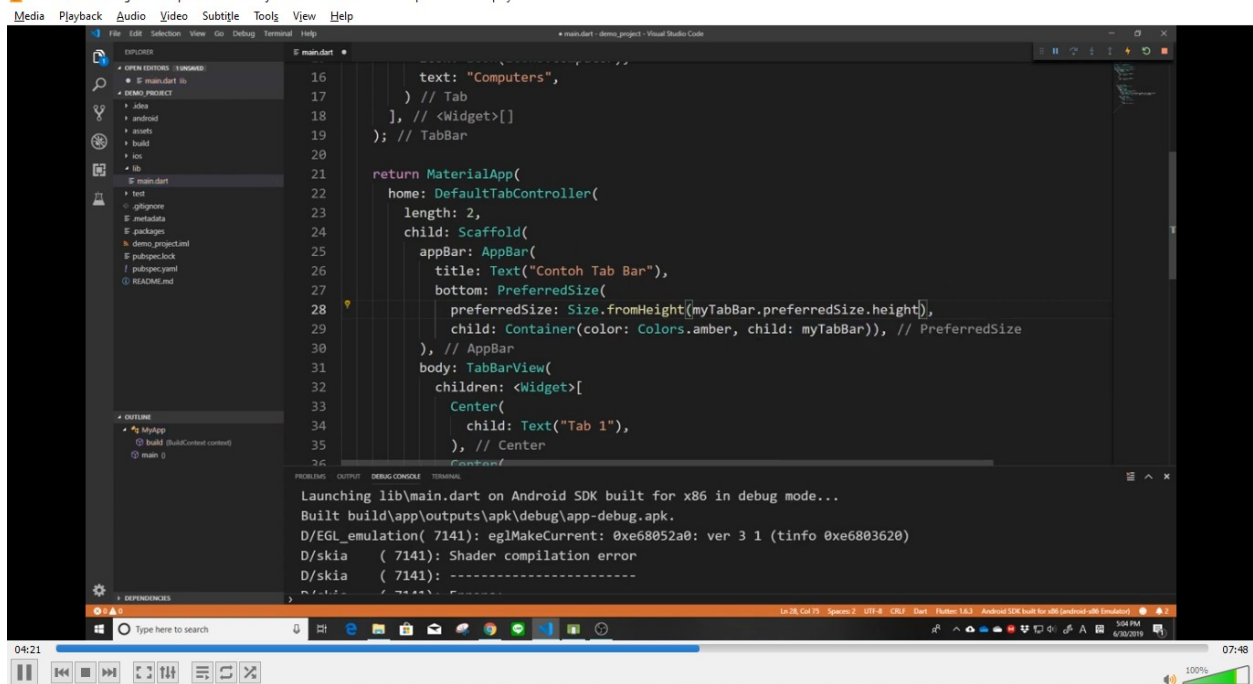 Media Playback Audio Video Subtitle Tools View Help
File Edit Selection View Go Debug Terminal Help
● main.dart - demo_project - Visual Studio Code
EXPLORER
OPEN EDITORS 1 UNSAVED
● main.dart lib
DEMO_PROJECT
.idea
android
assets
build
ios
lib
main.dart
test
.gitignore
.metadata
.packages
demo_project.iml
pubspec.lock
pubspec.yaml
README.md
OUTLINE
MyApp
build (BuildContext context)
main ()
DEPENDENCIES
main.dart ●
16 text: "Computers",
17 ) // Tab
18 ], // <Widget>[]
19 ); // TabBar
20
21 return MaterialApp(
22 home: DefaultTabController(
23 length: 2,
24 child: Scaffold(
25 appBar: AppBar(
26 title: Text("Contoh Tab Bar"),
27 bottom: PreferredSize(
28 preferredSize: Size.fromHeight(myTabBar.preferredSize.height),
29 child: Container(color: Colors.amber, child: myTabBar)), // PreferredSize
30 ), // AppBar
31 body: TabBarView(
32 children: <Widget>[
33 Center(
34 child: Text("Tab 1"),
35 ), // Center
36 Center(
PROBLEMS OUTPUT DEBUG CONSOLE TERMINAL
Launching lib\main.dart on Android SDK built for x86 in debug mode...
Built build\app\outputs\apk\debug\app-debug.apk.
D/EGL_emulation( 7141): eglMakeCurrent: 0xe68052a0: ver 3 1 (tinfo 0xe6803620)
D/skia ( 7141): Shader compilation error
D/skia ( 7141): ------------------------
D/skia ( 7141): Errors:
0 0
Ln 28, Col 75 Spaces: 2 UTF-8 CRLF Dart Flutter: 1.6.3 Android SDK built for x86 (android-x86 Emulator) 2
Type here to search
5:04 PM
6/30/2019
04:21
07:48
100%